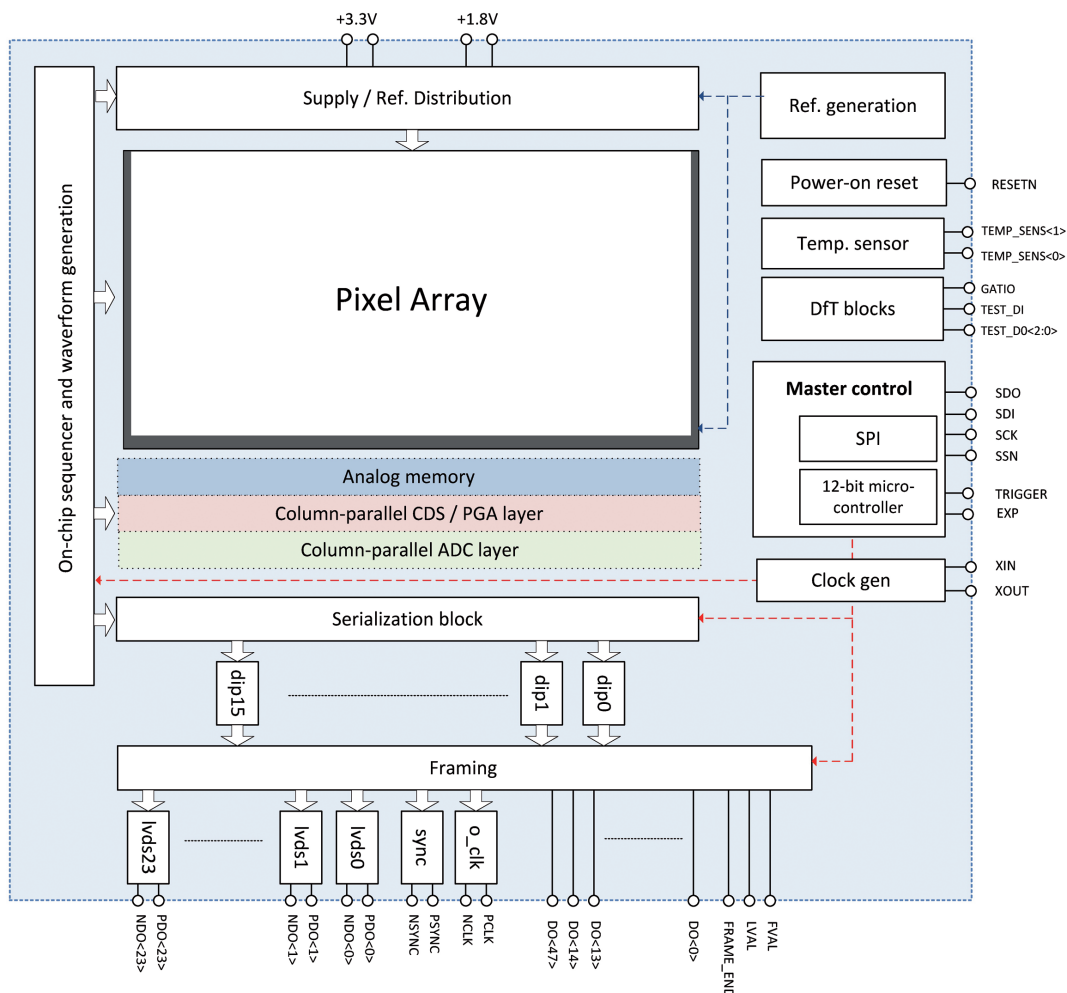 +3.3V
+1.8V
Supply / Ref. Distribution
Ref. generation
On-chip sequencer and waveform generation
Power-on reset
RESETN
Temp. sensor
TEMP_SENS<1>
TEMP_SENS<0>
Pixel Array
DfT blocks
GATIO
TEST_DI
TEST_D0<2:0>
Master control
SPI
12-bit micro-
controller
SDO
SDI
SCK
SSN
TRIGGER
EXP
Analog memory
Column-parallel CDS / PGA layer
Column-parallel ADC layer
Clock gen
XIN
XOUT
Serialization block
dip15
dip1
dip0
Framing
lvds23
lvds1
lvds0
sync
o_clk
NDO<23>
PDO<23>
NDO<1>
PDO<1>
NDO<0>
PDO<0>
NSYNC
PSYNC
NCLK
PCLK
DO<47>
DO<14>
DO<13>
DO<0>
FRAME_END
LVAL
FVAL